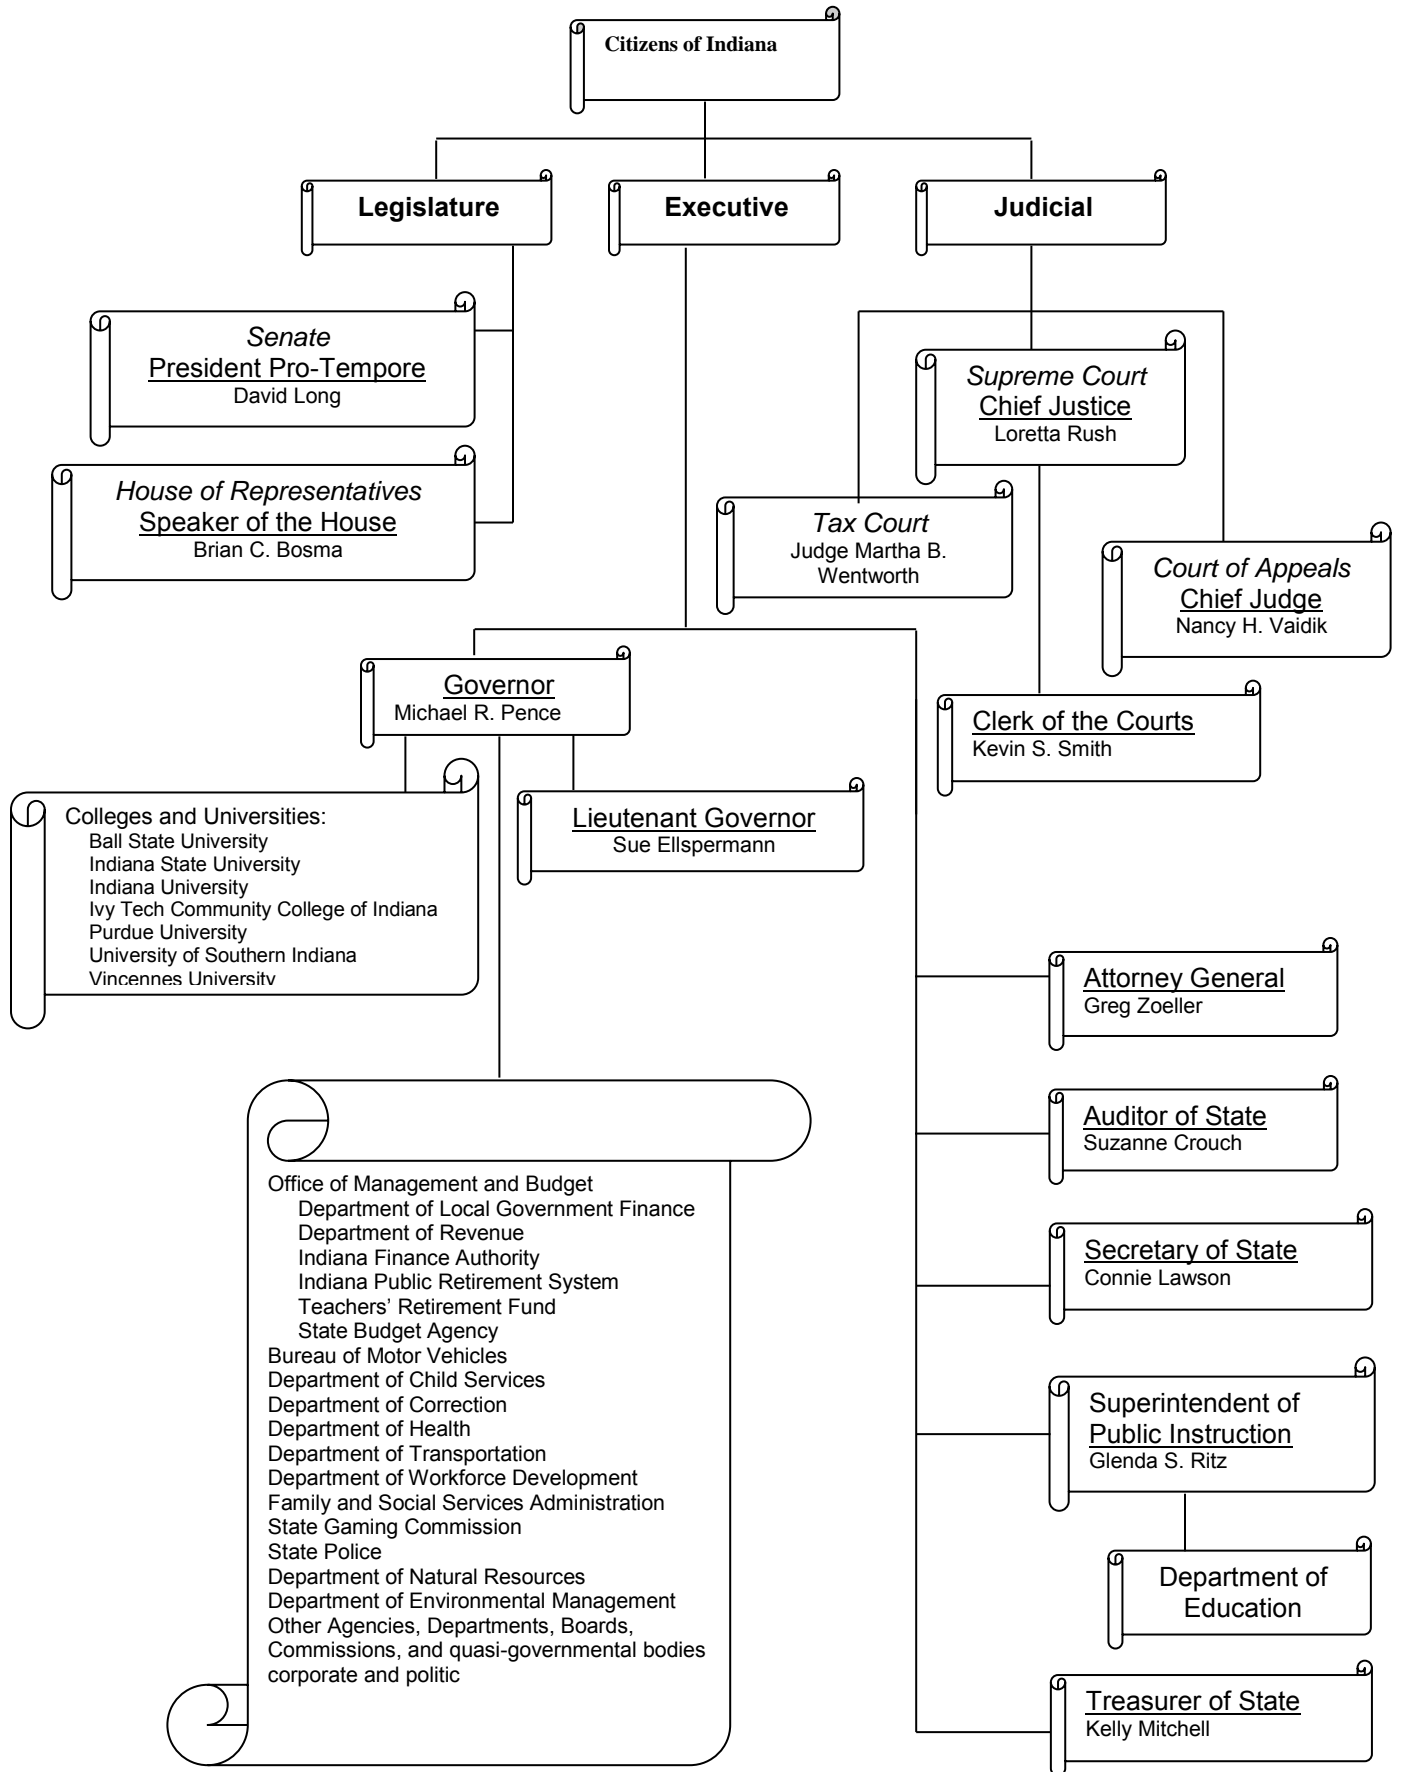 Citizens of Indiana
Legislature
Executive
Judicial
Senate
President Pro-Tempore
David Long
House of Representatives
Speaker of the House
Brian C. Bosma
Supreme Court
Chief Justice
Loretta Rush
Tax Court
Judge Martha B.
Wentworth
Court of Appeals
Chief Judge
Nancy H. Vaidik
Clerk of the Courts
Kevin S. Smith
Governor
Michael R. Pence
Lieutenant Governor
Sue Ellspermann
Colleges and Universities:
Ball State University
Indiana State University
Indiana University
Ivy Tech Community College of Indiana
Purdue University
University of Southern Indiana
Vincennes University
Office of Management and Budget
Department of Local Government Finance
Department of Revenue
Indiana Finance Authority
Indiana Public Retirement System
Teachers’ Retirement Fund
State Budget Agency
Bureau of Motor Vehicles
Department of Child Services
Department of Correction
Department of Health
Department of Transportation
Department of Workforce Development
Family and Social Services Administration
State Gaming Commission
State Police
Department of Natural Resources
Department of Environmental Management
Other Agencies, Departments, Boards,
Commissions, and quasi-governmental bodies
corporate and politic
Attorney General
Greg Zoeller
Auditor of State
Suzanne Crouch
Secretary of State
Connie Lawson
Superintendent of
Public Instruction
Glenda S. Ritz
Department of
Education
Treasurer of State
Kelly Mitchell